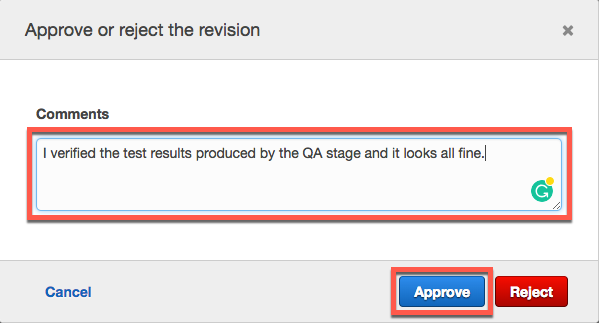 Approve or reject the revision
Comments
I verified the test results produced by the QA stage and it looks all fine.
Cancel
Approve
Reject